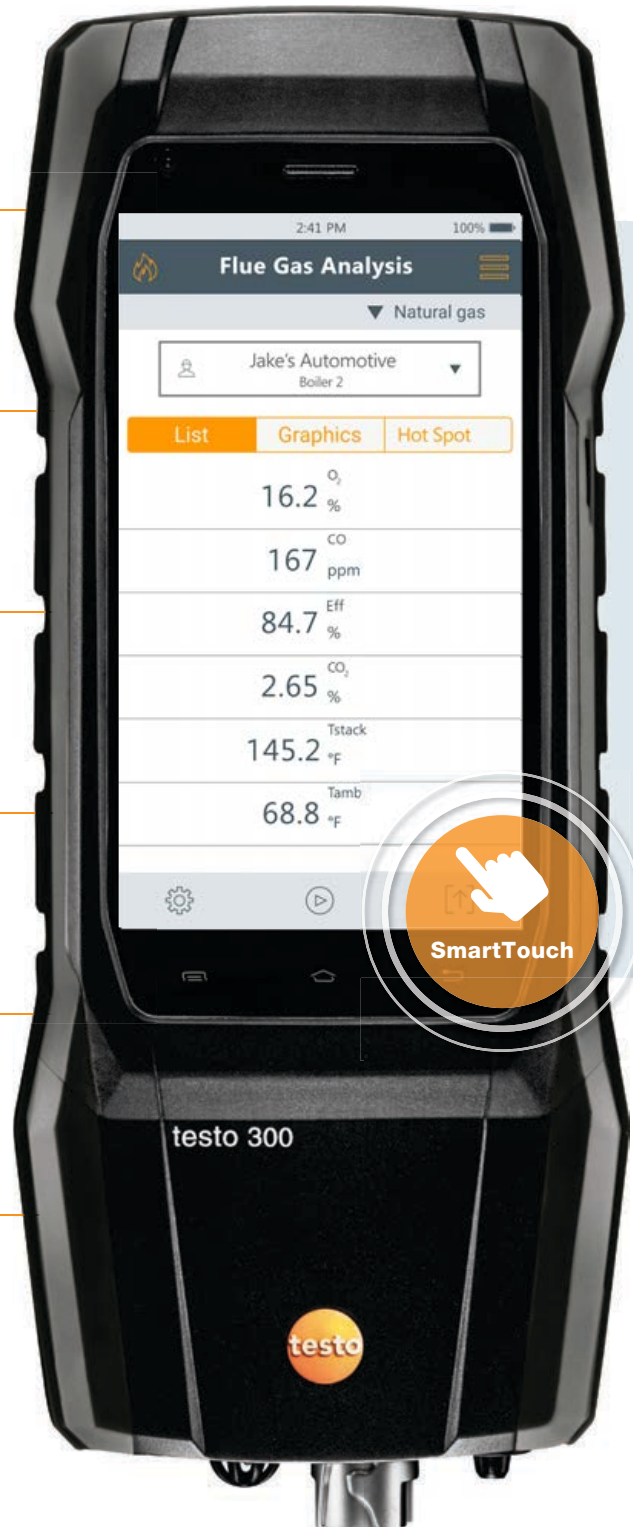 2:41 PM 100%
Flue Gas Analysis
▼ Natural gas
Jake's Automotive ▼
Boiler 2
List Graphics Hot Spot
16.2 O₂ %
167 CO ppm
84.7 Eff %
2.65 CO₂ %
145.2 Tstack °F
68.8 Tamb °F
SmartTouch
testo 300
testo